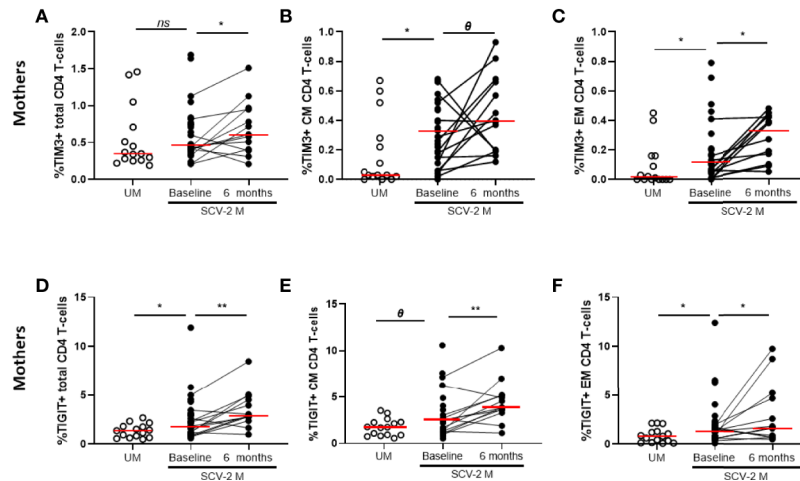 A
B
C
ns
*
*
θ
*
*
Mothers
%TIM3+ total CD4 T-cells
2.0
1.5
1.0
0.5
0.0
%TIM3+ CM CD4 T-cells
1.0
0.8
0.6
0.4
0.2
0.0
%TIM3+ EM CD4 T-cells
1.0
0.8
0.6
0.4
0.2
0.0
UM Baseline 6 months
UM Baseline 6 months
UM Baseline 6 months
SCV-2 M
SCV-2 M
SCV-2 M
D
E
F
*
**
θ
**
*
*
Mothers
%TIGIT+ total CD4 T-cells
15
10
5
0
%TIGIT+ CM CD4 T-cells
15
10
5
0
%TIGIT+ EM CD4 T-cells
15
10
5
0
UM Baseline 6 months
UM Baseline 6 months
UM Baseline 6 months
SCV-2 M
SCV-2 M
SCV-2 M